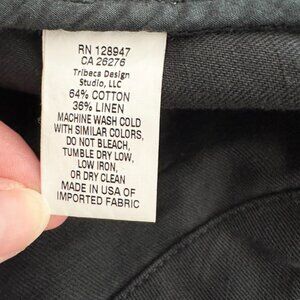 RN 128947
CA 26276
Tribeca Design
Studio, LLC
64% COTTON
36% LINEN
MACHINE WASH COLD
WITH SIMILAR COLORS,
DO NOT BLEACH,
TUMBLE DRY LOW,
LOW IRON,
OR DRY CLEAN
MADE IN USA OF
IMPORTED FABRIC